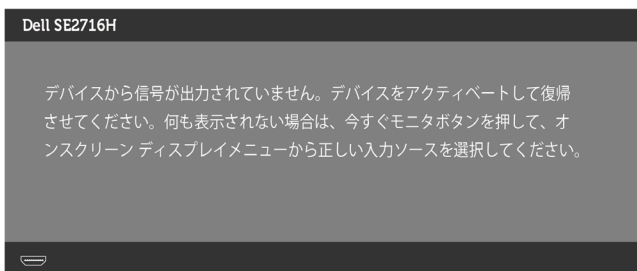 Dell SE2716H
デバイスから信号が出力されていません。デバイスをアクティベートして復帰
させてください。何も表示されない場合は、今すぐモニタボタンを押して、オ
ンスクリーン ディスプレイメニューから正しい入力ソースを選択してください。